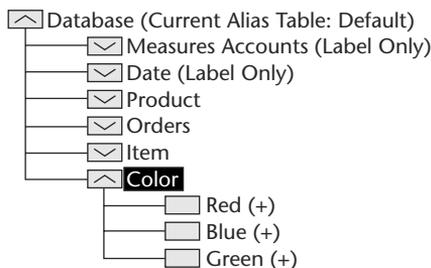 Database (Current Alias Table: Default)
Measures Accounts (Label Only)
Date (Label Only)
Product
Orders
Item
Color
Red (+)
Blue (+)
Green (+)